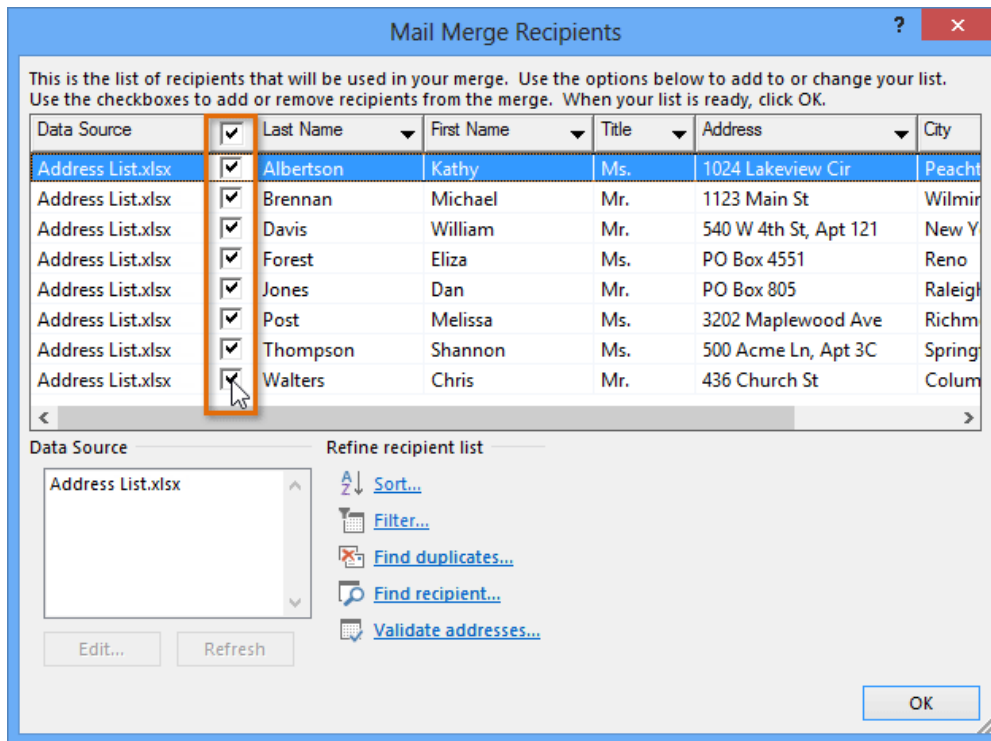 Mail Merge Recipients ?
This is the list of recipients that will be used in your merge. Use the options below to add to or change your list.
Use the checkboxes to add or remove recipients from the merge. When your list is ready, click OK.
Data Source Last Name First Name Title Address City
Address List.xlsx Albertson Kathy Ms. 1024 Lakeview Cir Peacht
Address List.xlsx Brennan Michael Mr. 1123 Main St Wilmin
Address List.xlsx Davis William Mr. 540 W 4th St, Apt 121 New Y
Address List.xlsx Forest Eliza Ms. PO Box 4551 Reno
Address List.xlsx Jones Dan Mr. PO Box 805 Raleigh
Address List.xlsx Post Melissa Ms. 3202 Maplewood Ave Richm
Address List.xlsx Thompson Shannon Ms. 500 Acme Ln, Apt 3C Spring
Address List.xlsx Walters Chris Mr. 436 Church St Colum
Data Source Refine recipient list
Address List.xlsx
Sort...
Filter...
Find duplicates...
Find recipient...
Validate addresses...
Edit... Refresh
OK